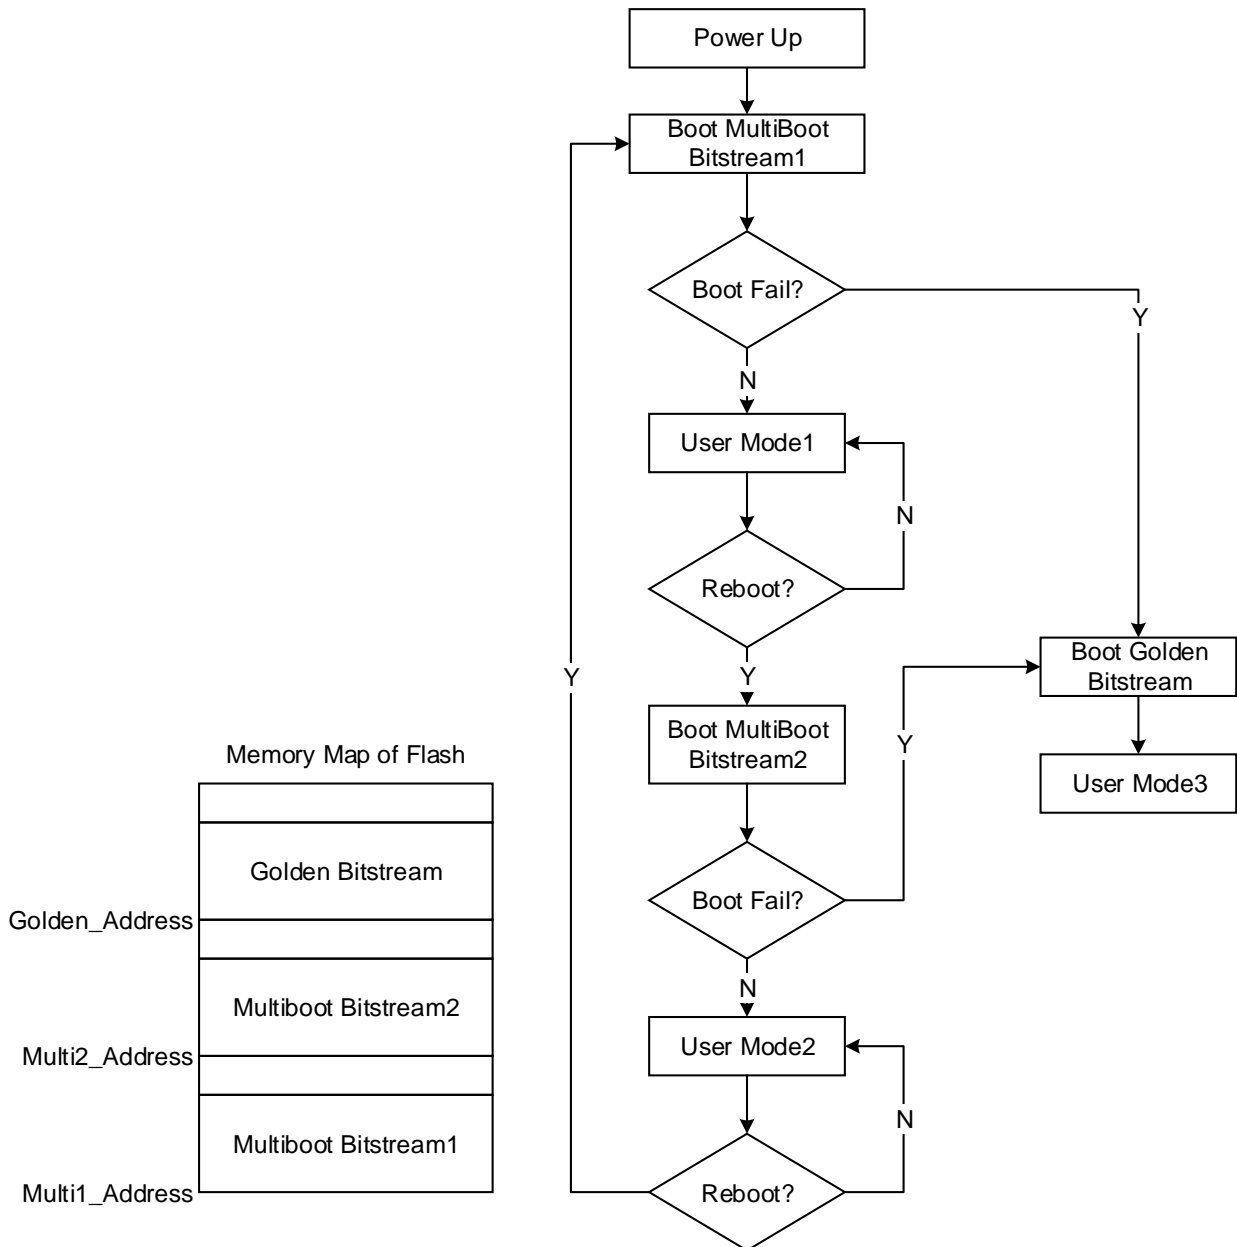 Power Up
Boot MultiBoot
Bitstream1
Boot Fail?
Y
N
User Mode1
N
Reboot?
Y
Y
Boot MultiBoot
Bitstream2
Y
Boot Golden
Bitstream
User Mode3
Boot Fail?
N
User Mode2
N
Reboot?
Memory Map of Flash
Golden Bitstream
Golden_Address
Multiboot Bitstream2
Multi2_Address
Multiboot Bitstream1
Multi1_Address